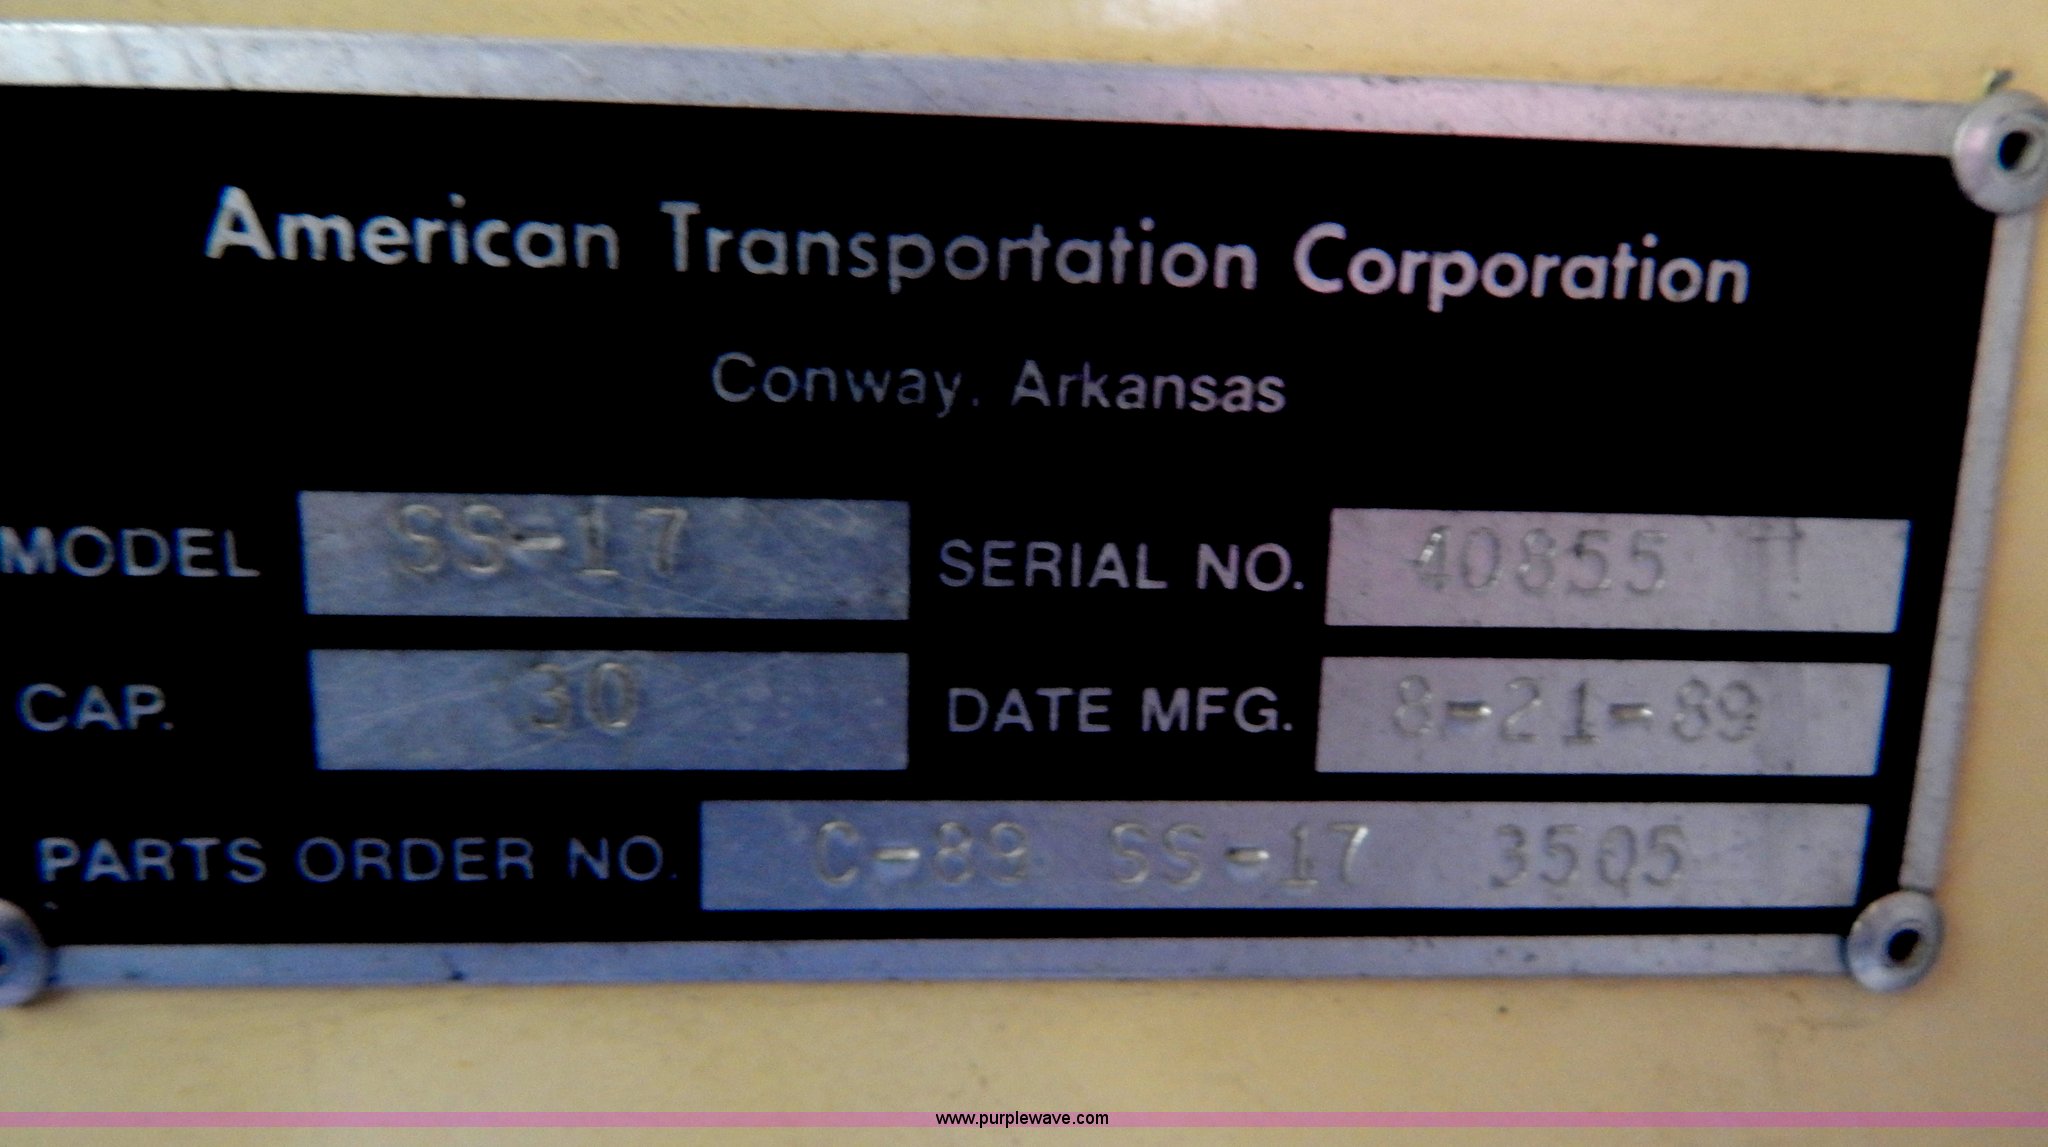 American Transportation Corporation
Conway, Arkansas
MODEL SS-17 SERIAL NO. 40855
CAP. 30 DATE MFG. 8-21-89
PARTS ORDER NO. C-89 SS-17 3505
www.purplewave.com